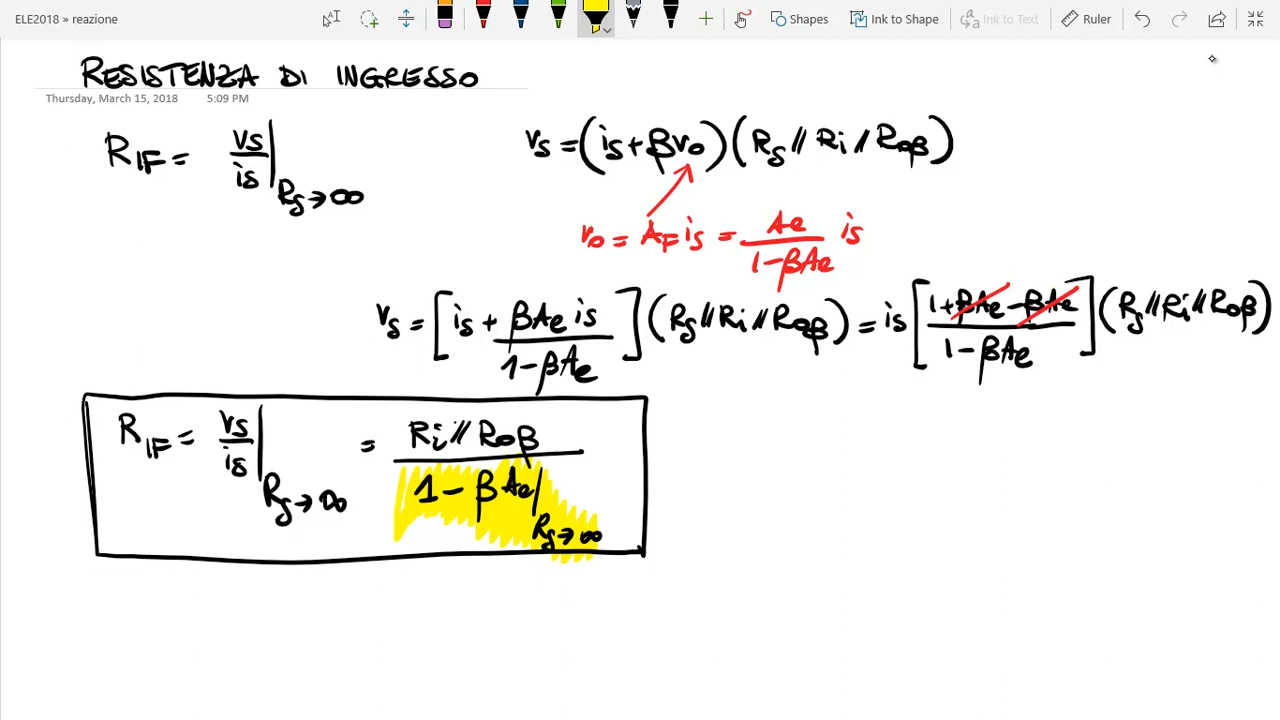 ELE2018 » reazione
Shapes
Ink to Shape
Ink to Text
Ruler
RESISTENZA DI INGRESSO
Thursday, March 15, 2018 5:09 PM
R_IF = vs/is |_{Rs→∞}
vs = (is + βvo)(Rs // Ri // Roβ)
vo = A_F is = Ae/(1-βAe) is
vs = [is + βAe is/(1-βAe)](Rs // Ri // Roβ) = is [(1+βAe-βAe)/(1-βAe)](Rs // Ri // Roβ)
R_IF = vs/is |_{Rs→∞} = (Ri // Roβ)/(1-βAe|_{Rs→∞})